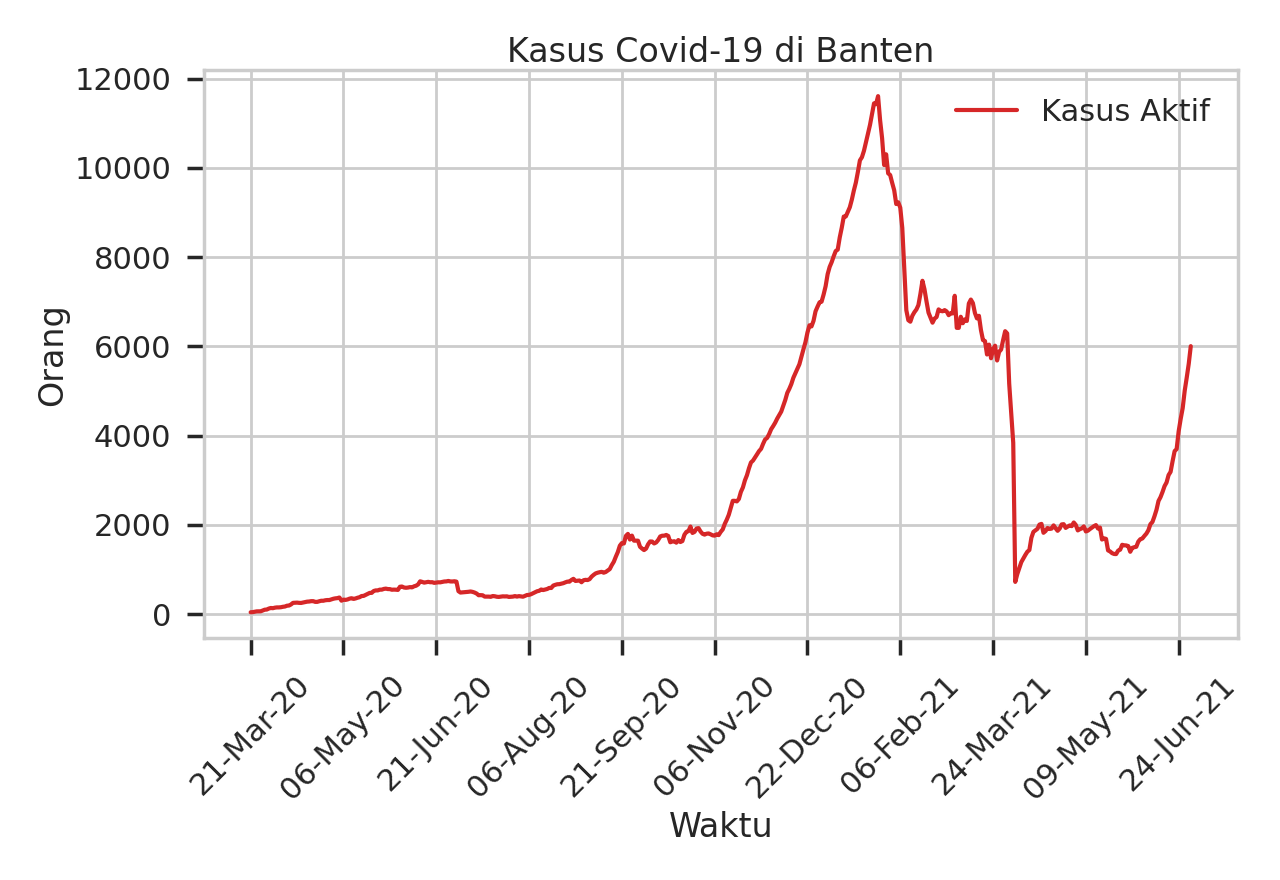 Kasus Covid-19 di Banten
Kasus Aktif
Orang
12000
10000
8000
6000
4000
2000
0
21-Mar-20
06-May-20
21-Jun-20
06-Aug-20
21-Sep-20
06-Nov-20
22-Dec-20
06-Feb-21
24-Mar-21
09-May-21
24-Jun-21
Waktu